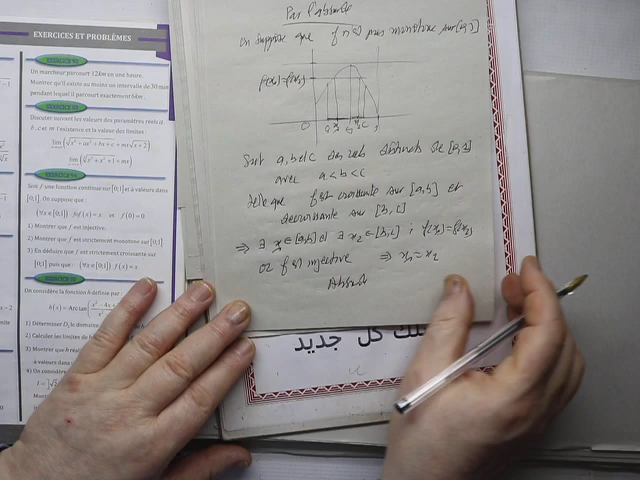 EXERCICES ET PROBLÈMES
Un marcheur parcourt 12km en une heure.
Montrer qu'il existe au moins un intervalle de 30min
pendant lequel il parcourt exactement 6km.
Discuter suivant les valeurs des paramètres réels a
, b, c et m l'existence et la valeur des limites :
Soit f une fonction continue sur [0;1] et à valeurs dans
[0;1]. On suppose que :
(∀x ∈ [0;1]) fof(x) = x et f(0) = 0
1) Montrer que f est injective.
2) Montrer que f est strictement monotone sur [0;1]
3) En déduire que f est strictement croissante sur
[0;1] puis que : (∀x ∈ [0;1]) f(x) = x
On considère la fonction h définie par
h(x) = Arctan
1) Déterminer D
2) Calculer les limites de
3) Montrer que h
à valeurs dans
4) On considère
Par l'absurde
on suppose que f n'est pas monotone sur [0,1]
f(x₁)=f(x₂)
0
Soit a, b et c des réels distincts de [0,1]
avec a<b<c
telle que f est croissante sur [a,b] et
decroissante sur [b,c]
⇒ ∃ x₁∈[a,b] et ∃ x₂∈[b,c] ; f(x₁)=f(x₂)
or f est injective ⇒ x₁=x₂
Absurde
كل جديد